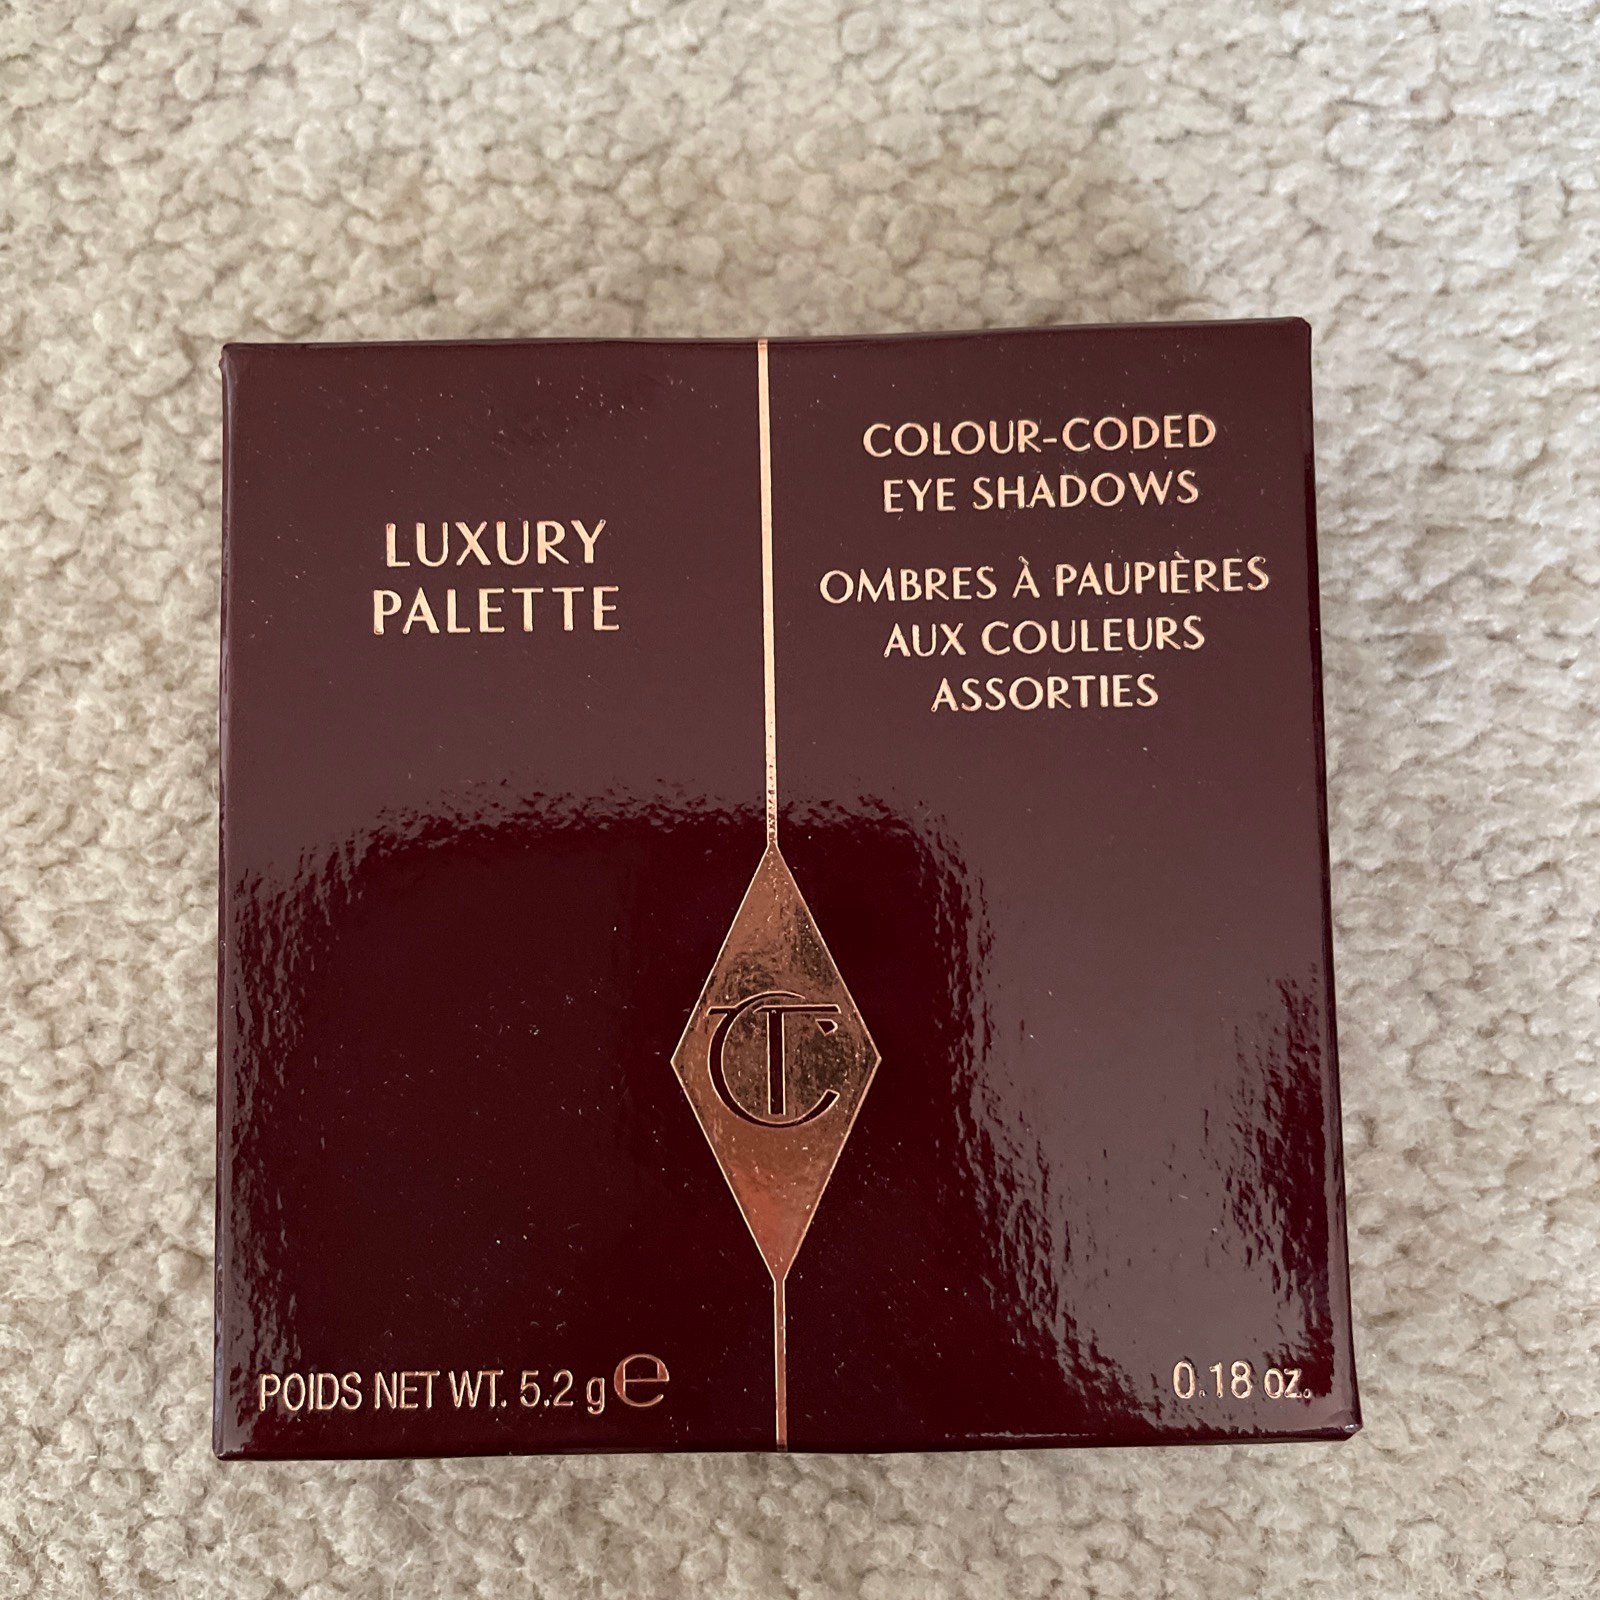 LUXURY
PALETTE
COLOUR-CODED
EYE SHADOWS
OMBRES À PAUPIÈRES
AUX COULEURS
ASSORTIES
CT
POIDS NET WT. 5.2 g ℮
0.18 oz.